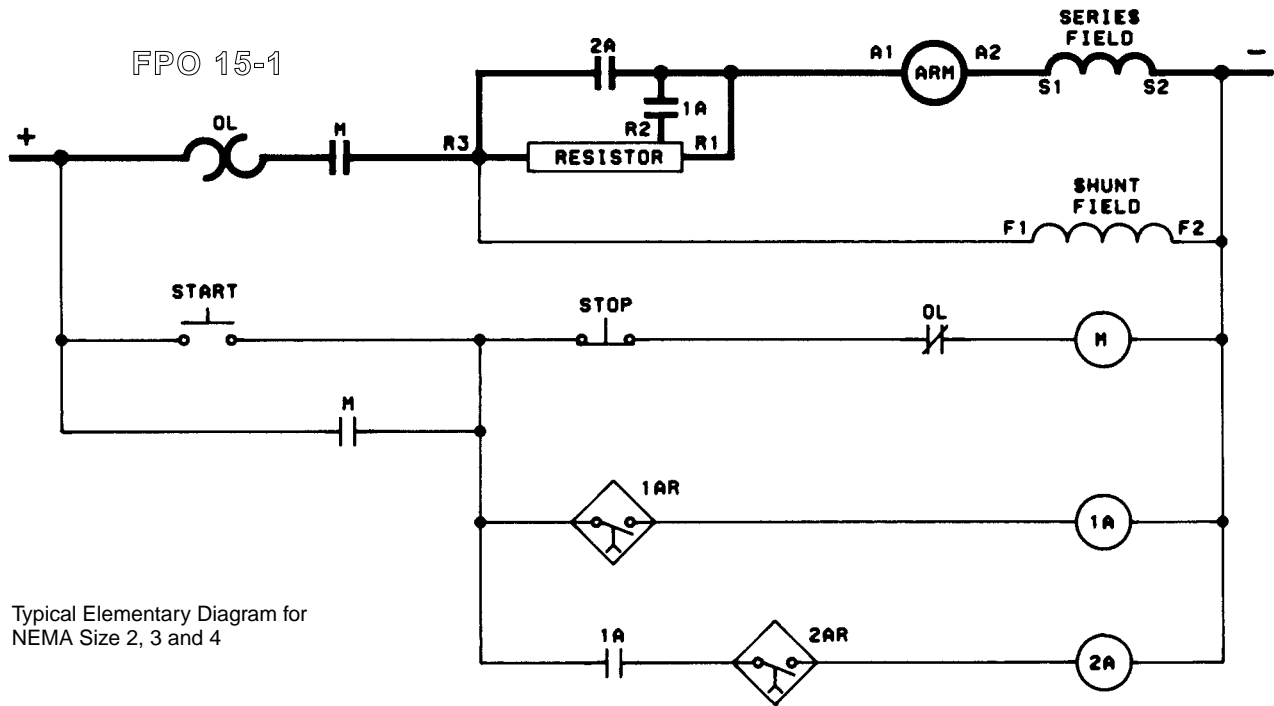 FPO 15-1
SERIES
FIELD
2A
A1
ARM
A2
−
S1
S2
1A
+
OL
M
R3
R2
R1
RESISTOR
SHUNT
FIELD
F1
F2
START
STOP
OL
M
M
1AR
1A
Typical Elementary Diagram for
NEMA Size 2, 3 and 4
1A
2AR
2A